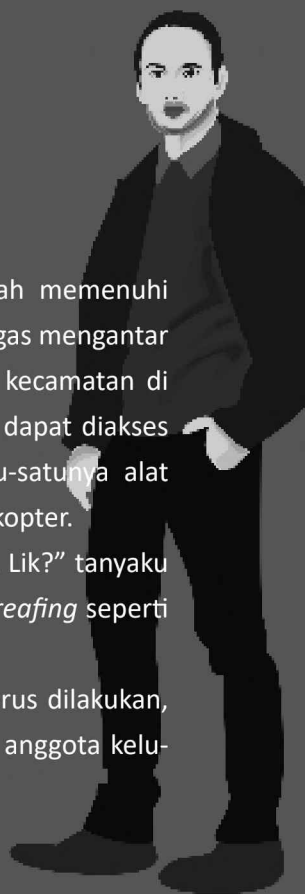 ah memenuhi
gas mengantar
kecamatan di
dapat diakses
u-satunya alat
kopter.
Lik?” tanyaku
reafing seperti
rus dilakukan,
anggota kelu-